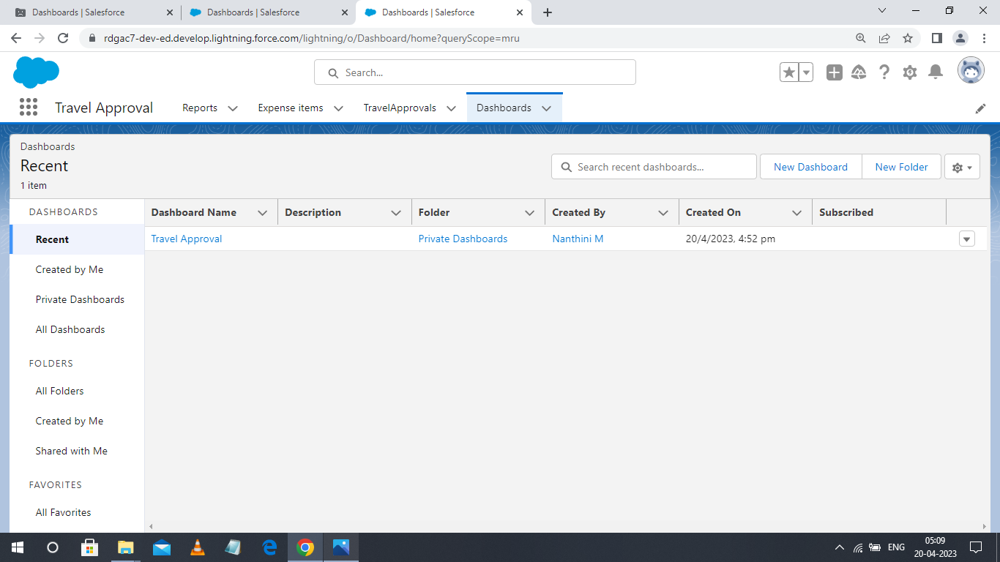 Dashboards | Salesforce
Dashboards | Salesforce
Dashboards | Salesforce
rdgac7-dev-ed.develop.lightning.force.com/lightning/o/Dashboard/home?queryScope=mru
Search...
Travel Approval
Reports
Expense items
TravelApprovals
Dashboards
Dashboards
Recent
1 item
Search recent dashboards...
New Dashboard
New Folder
DASHBOARDS
Recent
Created by Me
Private Dashboards
All Dashboards
FOLDERS
All Folders
Created by Me
Shared with Me
FAVORITES
All Favorites
Dashboard Name
Description
Folder
Created By
Created On
Subscribed
Travel Approval
Private Dashboards
Nanthini M
20/4/2023, 4:52 pm
ENG
05:09
20-04-2023